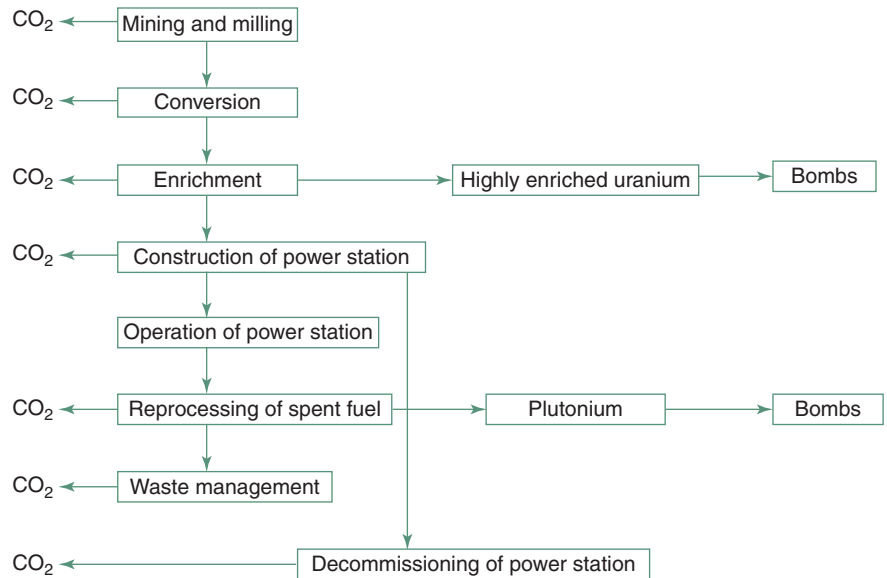 CO₂ Mining and milling
CO₂ Conversion
CO₂ Enrichment Highly enriched uranium Bombs
CO₂ Construction of power station
Operation of power station
CO₂ Reprocessing of spent fuel Plutonium Bombs
CO₂ Waste management
CO₂ Decommissioning of power station